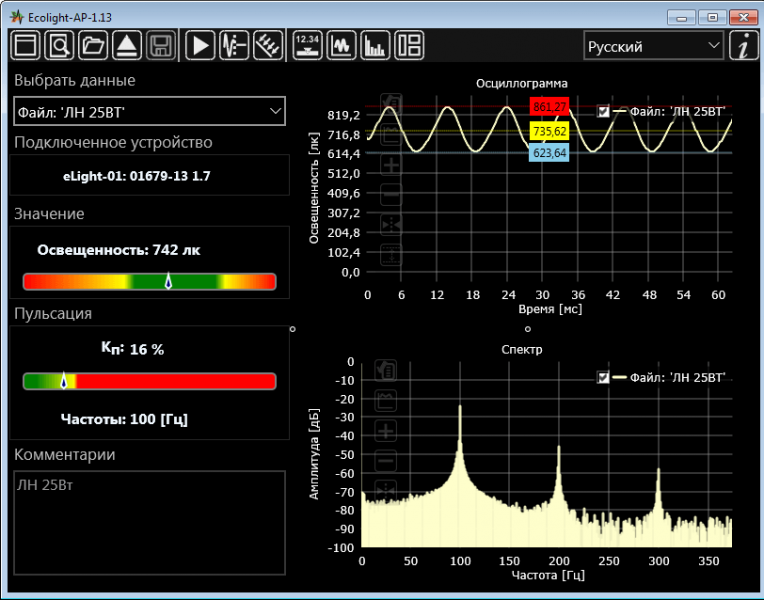 Ecolight-AP-1.13
12.34
Русский
i
Выбрать данные
Файл: 'ЛН 25ВТ'
Подключенное устройство
eLight-01: 01679-13 1.7
Значение
Освещенность: 742 лк
Пульсация
Кп: 16 %
Частоты: 100 [Гц]
Комментарии
ЛН 25Вт
Осциллограмма
Освещенность [лк]
819,2
716,8
614,4
512,0
409,6
307,2
204,8
102,4
0,0
861,27
735,62
623,64
Файл: 'ЛН 25ВТ'
0 6 12 18 24 30 36 42 48 54 60
Время [мс]
Спектр
Амплитуда [дБ]
0
-10
-20
-30
-40
-50
-60
-70
-80
-90
-100
Файл: 'ЛН 25ВТ'
0 50 100 150 200 250 300 350
Частота [Гц]